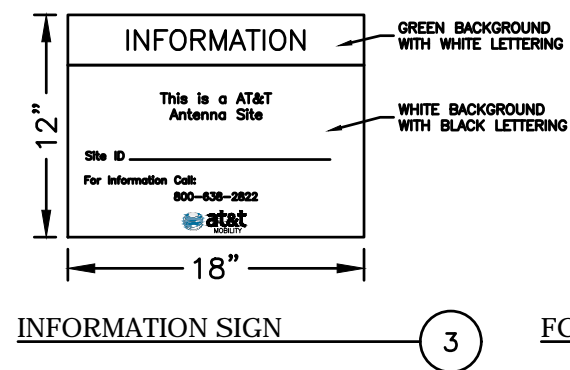 INFORMATION
GREEN BACKGROUND
WITH WHITE LETTERING
This is a AT&T
Antenna Site
WHITE BACKGROUND
WITH BLACK LETTERING
12"
Site ID
For Information Call:
800-638-2822
at&t
MOBILITY
18"
INFORMATION SIGN
3